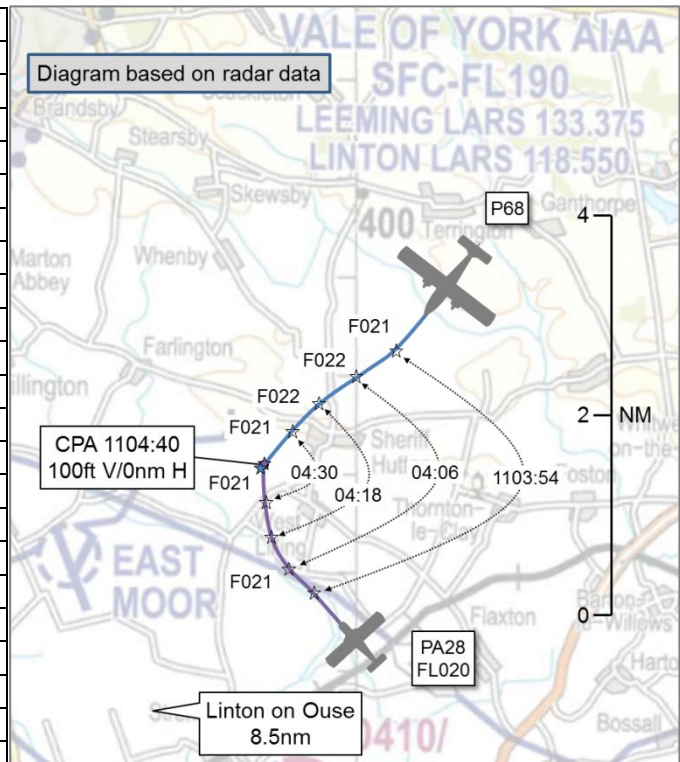 VALE OF YORK AIAA
Diagram based on radar data
SFC-FL190
Brandsby
LEEMING LARS 133.375
Stearsby
LINTON LARS 118.550
Skewsby
Ganthorpe
P68
4
400
Terrington
Marton
Abbey
Whenby
F021
Farlington
F022
F022
2
NM
F021
CPA 1104:40
100ft V/0nm H
Sheriff
F021
04:30
04:06
1103:54
04:18
EAST
MOOR
F021
Flaxton
0
PA28
FL020
Linton on Ouse
8.5nm
Bossall
0410/